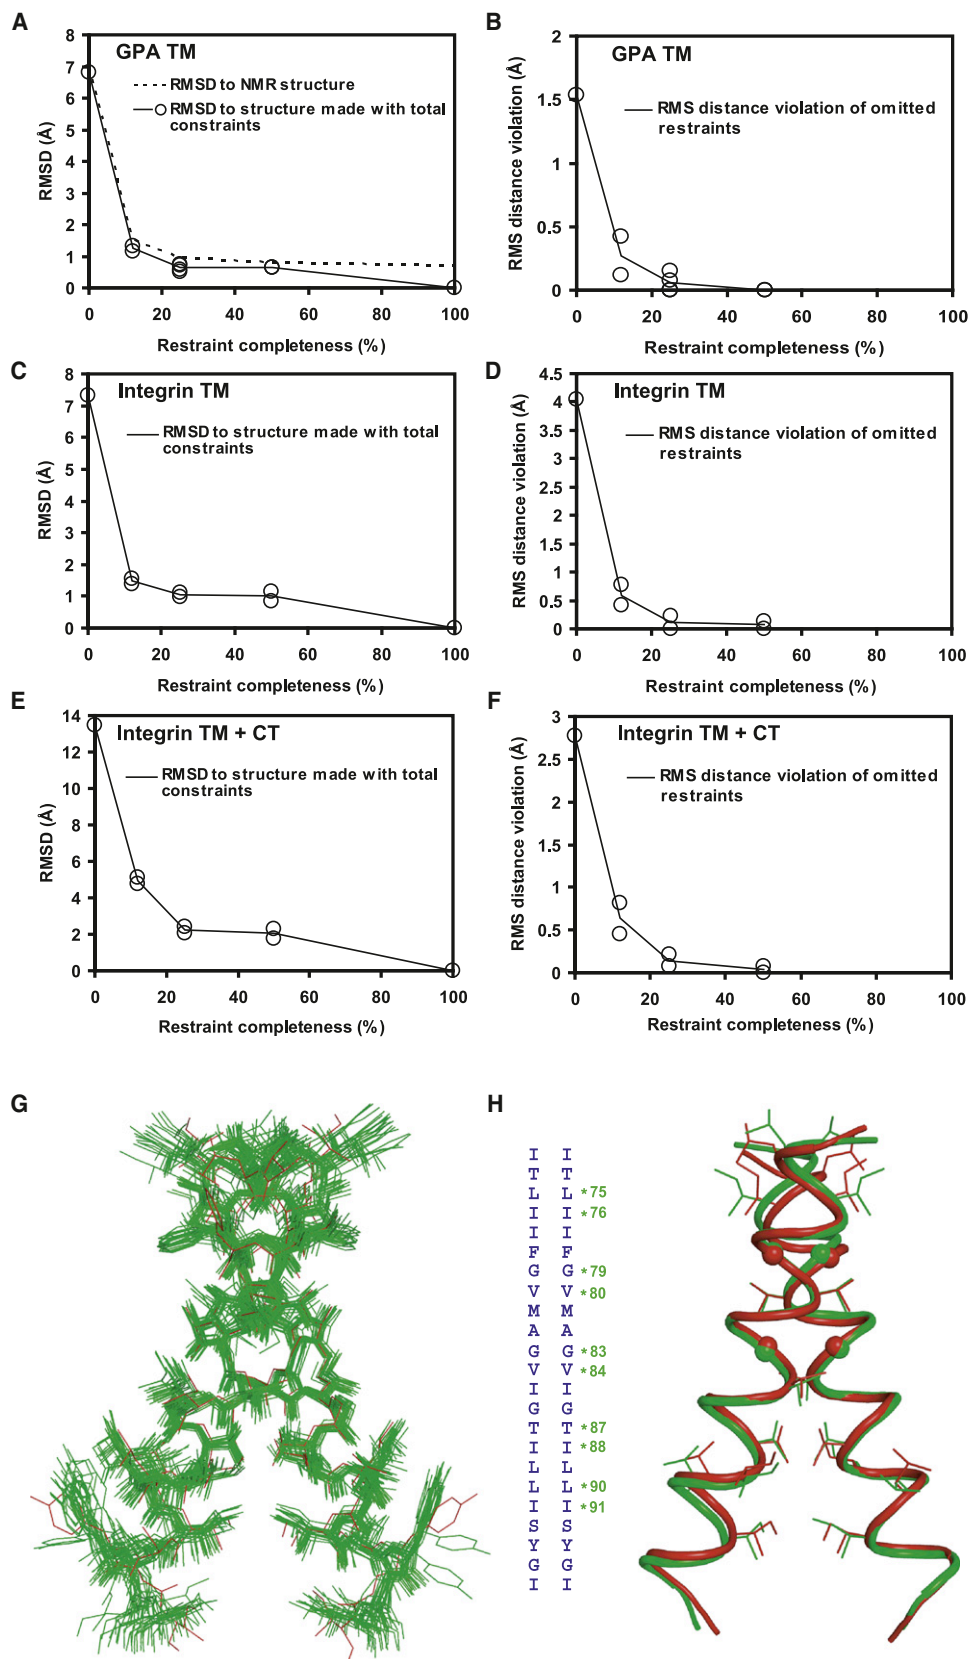 A
GPA TM
RMSD to NMR structure
RMSD to structure made with total
constraints
RMSD (Å)
8
7
6
5
4
3
2
1
0
0 20 40 60 80 100
Restraint completeness (%)
B
GPA TM
RMS distance violation of omitted
restraints
RMS distance violation (Å)
2
1.5
1
0.5
0
0 20 40 60 80 100
Restraint completeness (%)
C
Integrin TM
RMSD to structure made with total
constraints
RMSD (Å)
8
7
6
5
4
3
2
1
0
0 20 40 60 80 100
Restraint completeness (%)
D
Integrin TM
RMS distance violation of omitted
restraints
RMS distance violation (Å)
4.5
4
3.5
3
2.5
2
1.5
1
0.5
0
0 20 40 60 80 100
Restraint completeness (%)
E
Integrin TM + CT
RMSD to structure made with total
constraints
RMSD (Å)
14
12
10
8
6
4
2
0
0 20 40 60 80 100
Restraint completeness (%)
F
Integrin TM + CT
RMS distance violation of omitted
restraints
RMS distance violation (Å)
3
2.5
2
1.5
1
0.5
0
0 20 40 60 80 100
Restraint completeness (%)
G
H
I I
T T
L L *75
I I *76
I I
F F
G G *79
V V *80
M M
A A
G G *83
V V *84
I I
G G
T T *87
I I *88
L L
L L *90
I I *91
S S
Y Y
G G
I I